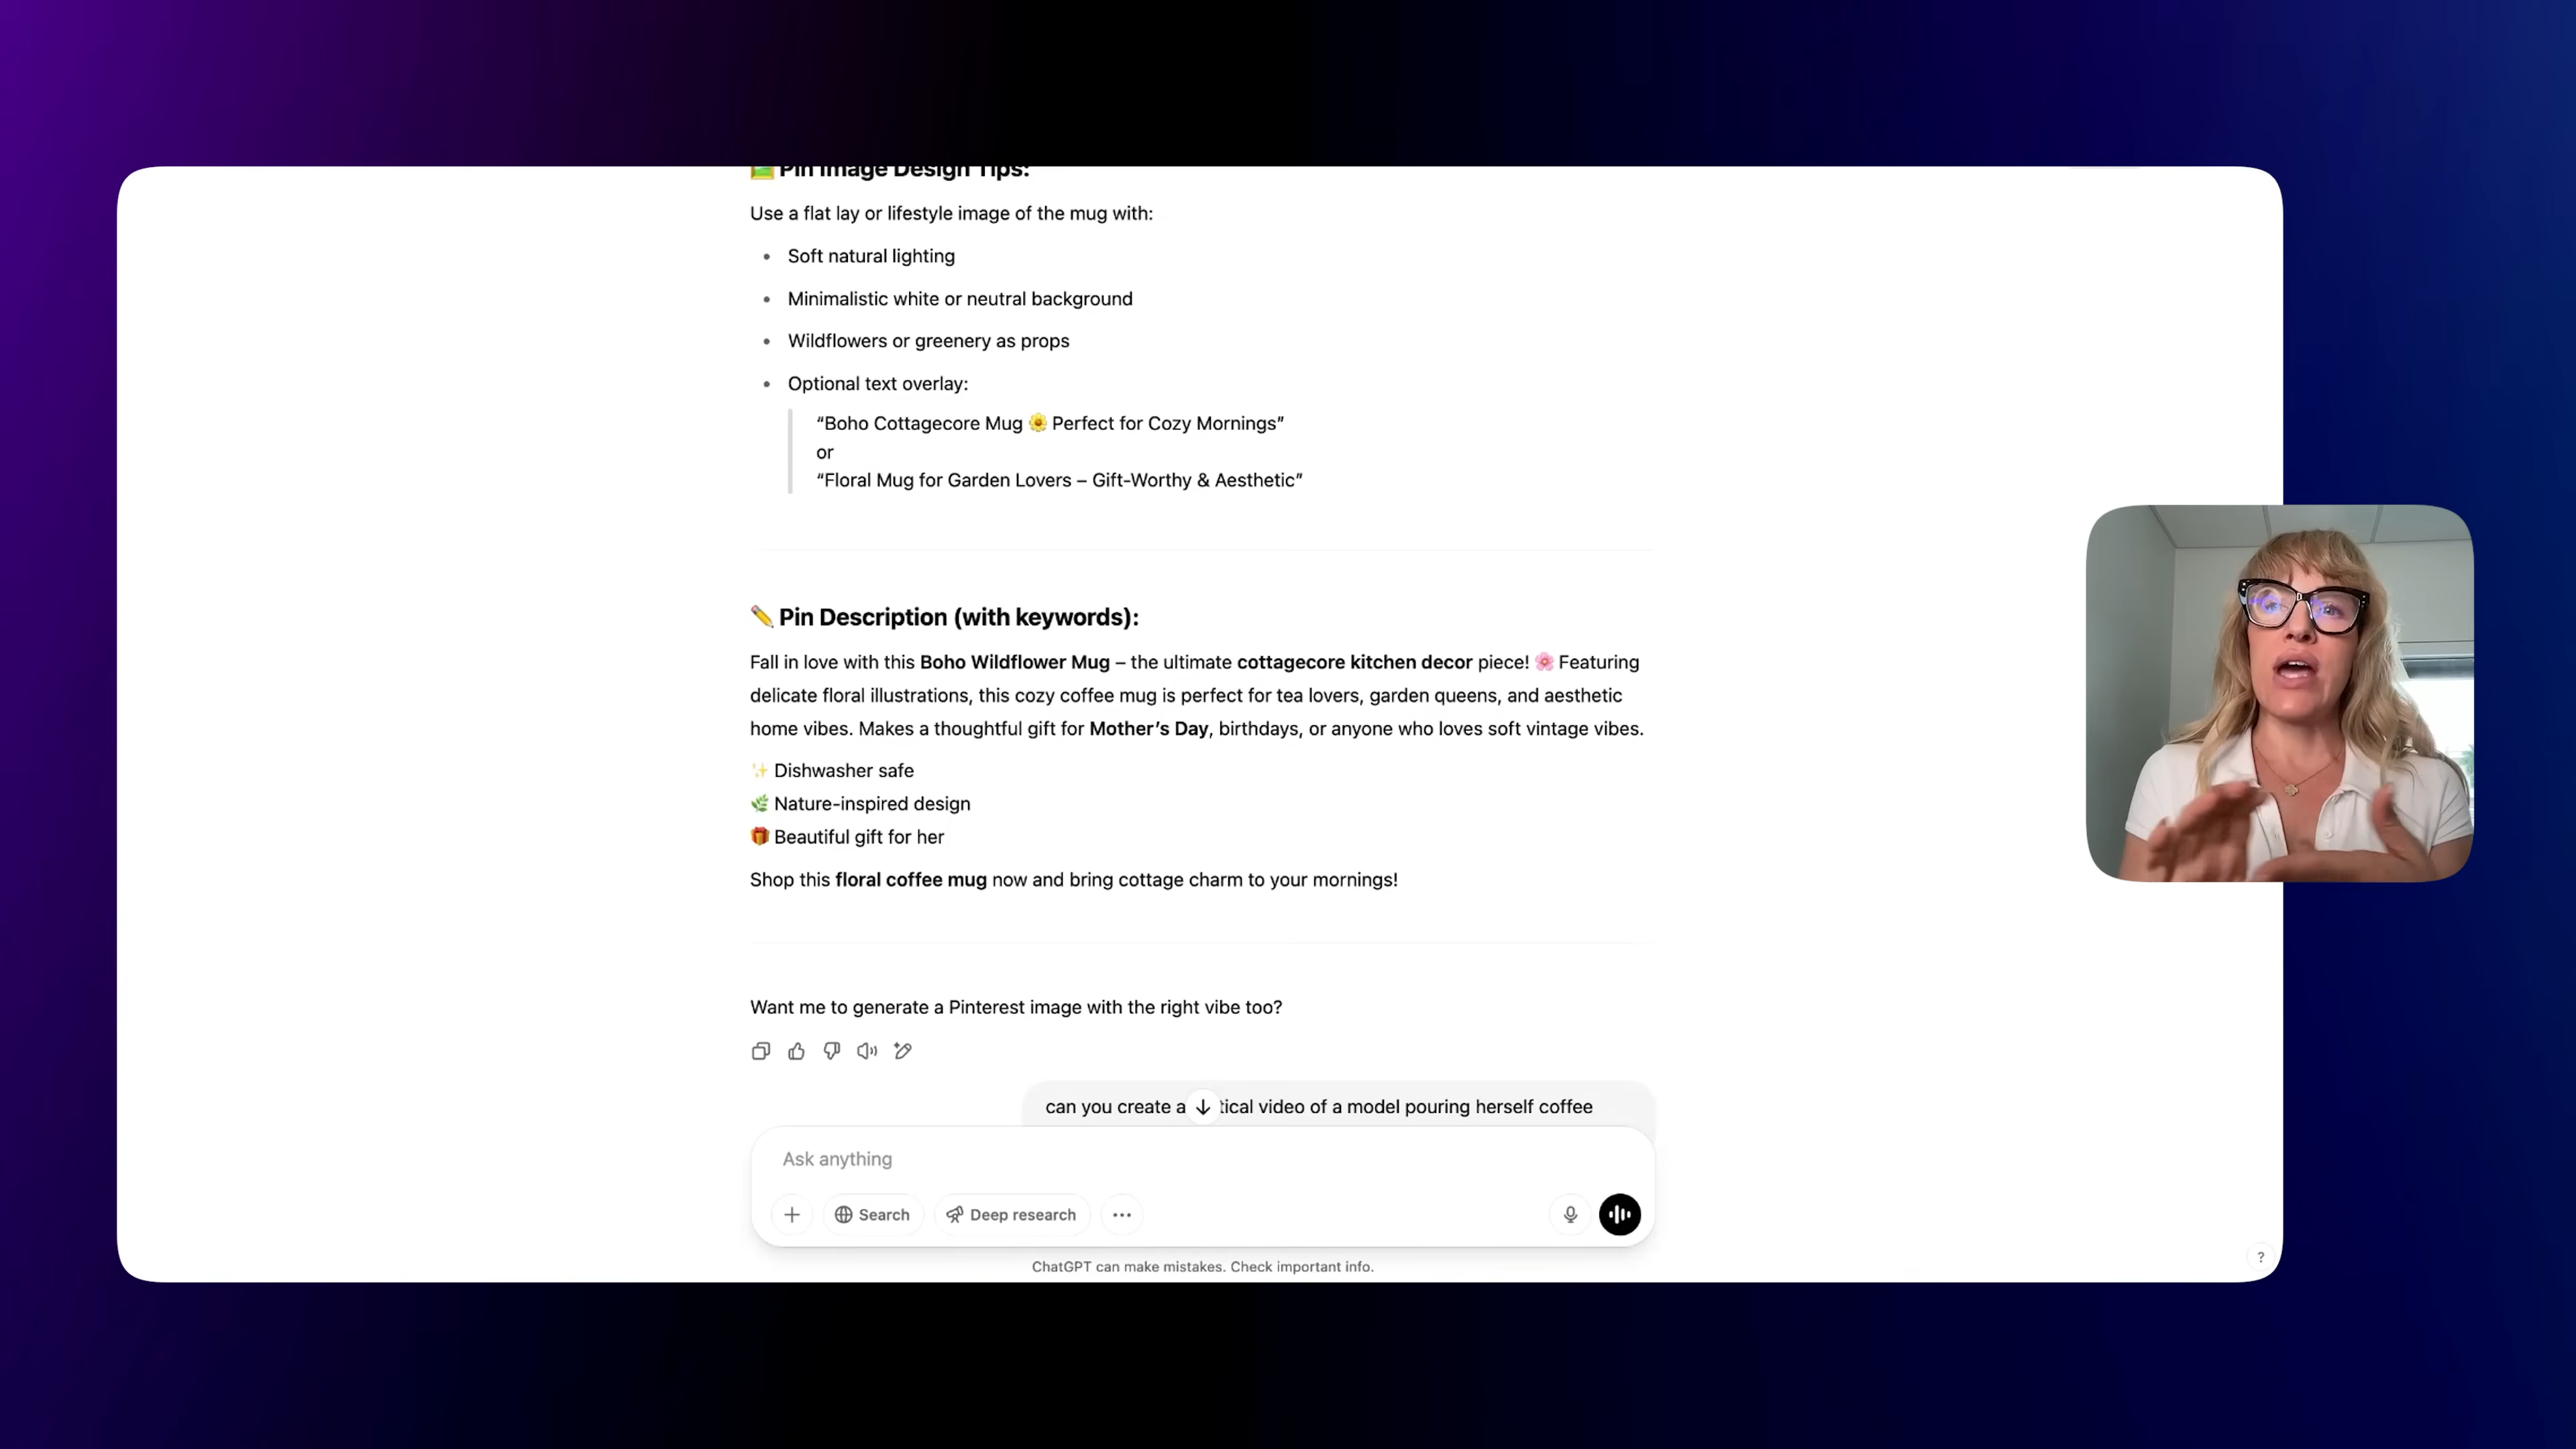 🖼️ Pin Image Design Tips:
Use a flat lay or lifestyle image of the mug with:
• Soft natural lighting
• Minimalistic white or neutral background
• Wildflowers or greenery as props
• Optional text overlay:
“Boho Cottagecore Mug 🌼 Perfect for Cozy Mornings”
or
“Floral Mug for Garden Lovers – Gift-Worthy & Aesthetic”
✏️ Pin Description (with keywords):
Fall in love with this Boho Wildflower Mug – the ultimate cottagecore kitchen decor piece! 🌸 Featuring
delicate floral illustrations, this cozy coffee mug is perfect for tea lovers, garden queens, and aesthetic
home vibes. Makes a thoughtful gift for Mother’s Day, birthdays, or anyone who loves soft vintage vibes.
✨ Dishwasher safe
🌿 Nature-inspired design
🎁 Beautiful gift for her
Shop this floral coffee mug now and bring cottage charm to your mornings!
Want me to generate a Pinterest image with the right vibe too?
can you create a tical video of a model pouring herself coffee
Ask anything
Search Deep research
ChatGPT can make mistakes. Check important info.
?